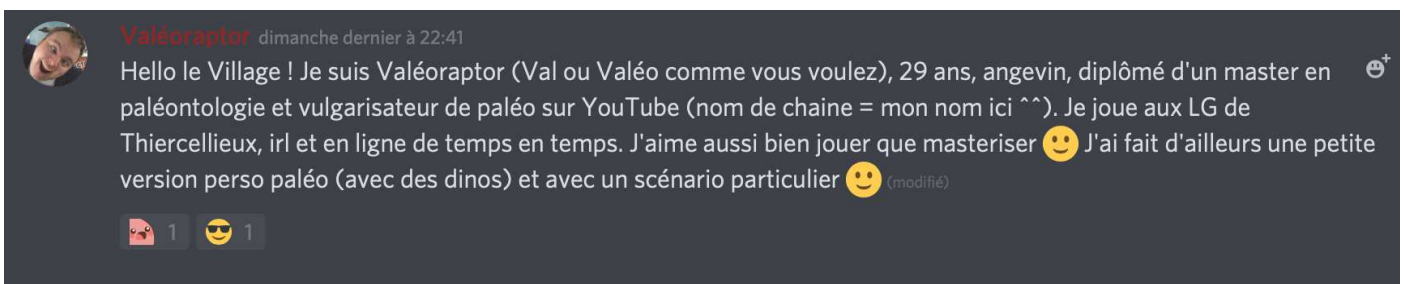 Valéoraptor dimanche dernier à 22:41
Hello le Village ! Je suis Valéoraptor (Val ou Valéo comme vous voulez), 29 ans, angevin, diplômé d'un master en
paléontologie et vulgarisateur de paléo sur YouTube (nom de chaine = mon nom ici ^^). Je joue aux LG de
Thiercellieux, irl et en ligne de temps en temps. J'aime aussi bien jouer que masteriser 🙂 J'ai fait d'ailleurs une petite
version perso paléo (avec des dinos) et avec un scénario particulier 🙂 (modifié)
1 😎 1